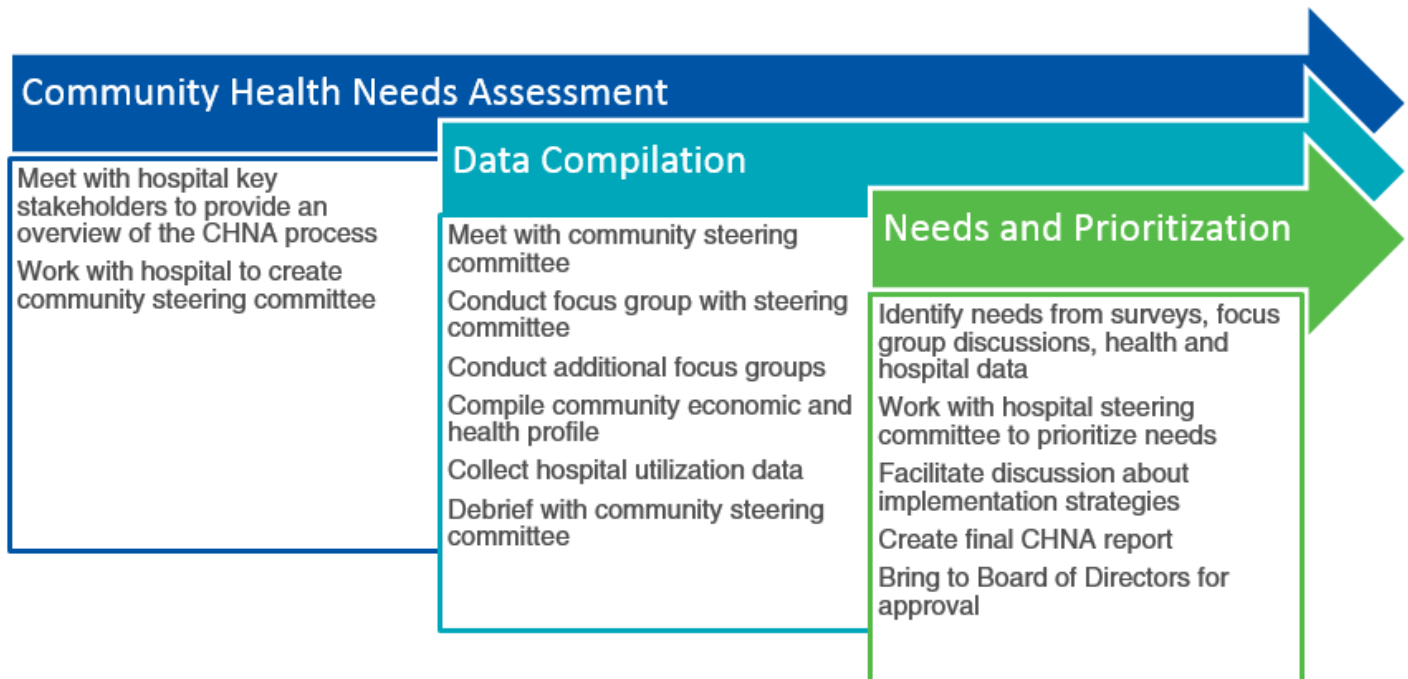 Community Health Needs Assessment
Meet with hospital key
stakeholders to provide an
overview of the CHNA process
Work with hospital to create
community steering committee
Data Compilation
Meet with community steering
committee
Conduct focus group with steering
committee
Conduct additional focus groups
Compile community economic and
health profile
Collect hospital utilization data
Debrief with community steering
committee
Needs and Prioritization
Identify needs from surveys, focus
group discussions, health and
hospital data
Work with hospital steering
committee to prioritize needs
Facilitate discussion about
implementation strategies
Create final CHNA report
Bring to Board of Directors for
approval